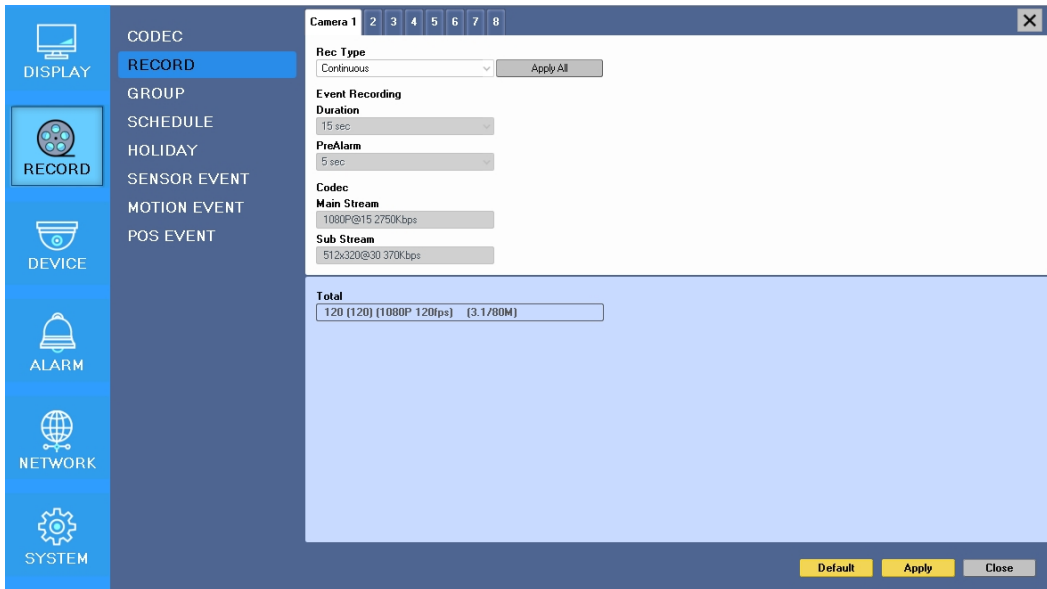 DISPLAY
RECORD
DEVICE
ALARM
NETWORK
SYSTEM
CODEC
RECORD
GROUP
SCHEDULE
HOLIDAY
SENSOR EVENT
MOTION EVENT
POS EVENT
Camera 1 2 3 4 5 6 7 8
Rec Type
Continuous Apply All
Event Recording
Duration
15 sec
PreAlarm
5 sec
Codec
Main Stream
1080P@15 2750Kbps
Sub Stream
512x320@30 370Kbps
Total
120 (120) (1080P 120fps) (3.1/80M)
Default Apply Close